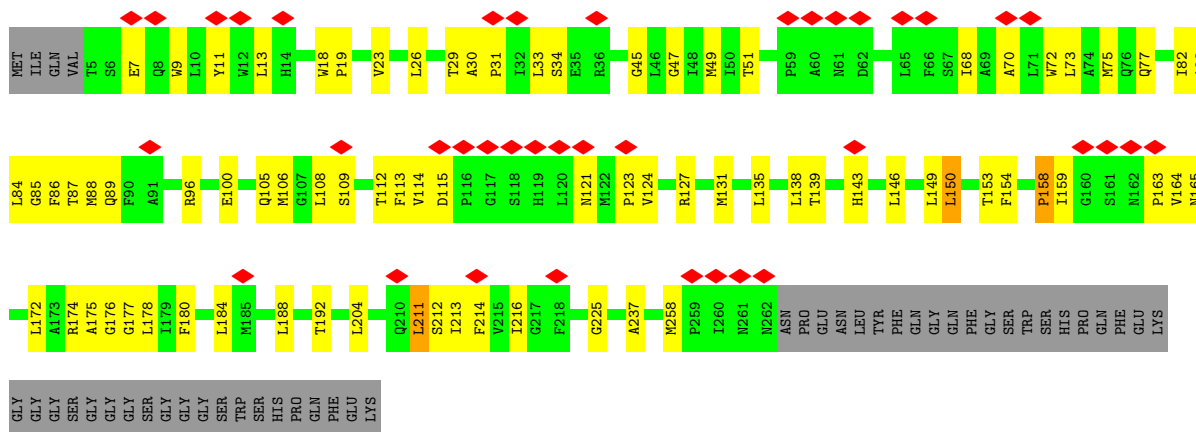 MET ILE GLN VAL T5 S6 E7 Q8 W9 L10 Y11 W12 L13 H14 W18 P19 V23 L26 T29 A30 P31 I32 L33 S34 E35 R36 G45 L46 G47 I48 M49 I50 T51 P59 A60 N61 D62 L65 F66 S67 I68 A69 A70 L71 W72 L73 A74 M75 Q76 Q77 I82
L84 G85 F86 T87 M88 Q89 F90 A91 R96 E100 Q105 M106 G107 L108 S109 T112 F113 V114 D115 P116 G117 S118 H119 L120 N121 M122 P123 V124 R127 M131 L135 L138 T139 H143 L146 L149 L150 T153 F154 P158 I159 G160 S161 N162 P163 V164 N165
L172 A173 R174 A175 G176 G177 L178 I179 F180 L184 M185 L188 T192 L204 Q210 L211 S212 I213 F214 V215 I216 G217 F218 G225 A237 M258 P259 I260 N261 N262 ASN PRO GLU ASN LEU TYR PHE GLN GLY GLN PHE GLY SER TRP SER HIS PRO GLN PHE GLU LYS
GLY GLY GLY SER GLY GLY GLY SER GLY GLY GLY SER TRP SER HIS PRO GLN PHE GLU LYS